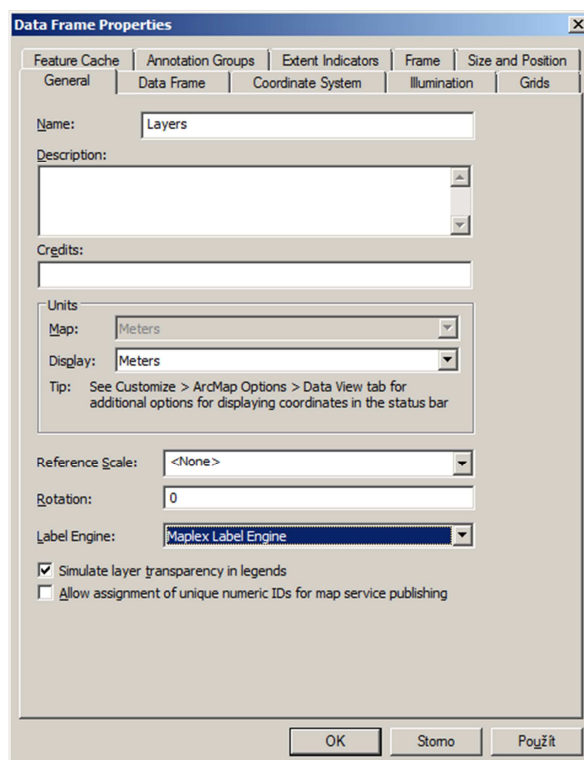 Data Frame Properties
Feature Cache Annotation Groups Extent Indicators Frame Size and Position
General Data Frame Coordinate System Illumination Grids
Name: Layers
Description:
Credits:
Units
Map: Meters
Display: Meters
Tip: See Customize > ArcMap Options > Data View tab for
additional options for displaying coordinates in the status bar
Reference Scale: <None>
Rotation: 0
Label Engine: Maplex Label Engine
Simulate layer transparency in legends
Allow assignment of unique numeric IDs for map service publishing
OK Storno Použít